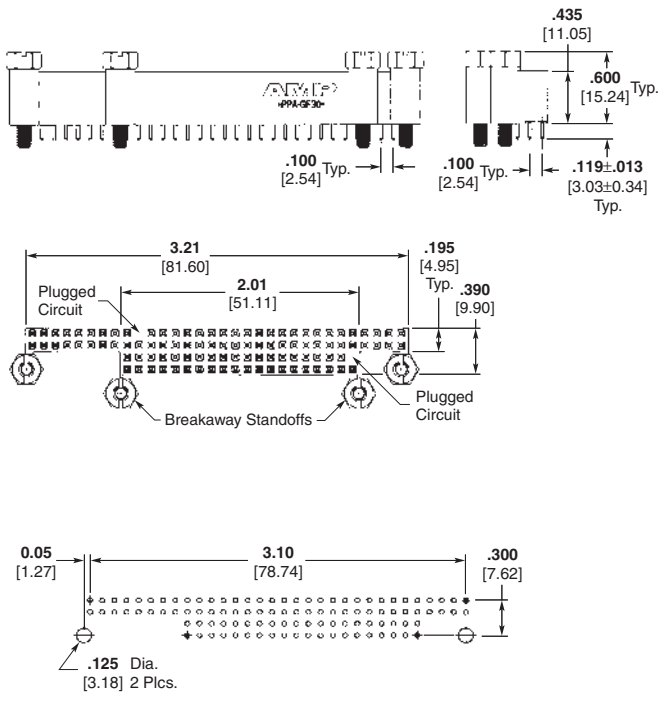 .435
[11.05]
.600
[15.24] Typ.
AMP
>PPA-GF30<
.100
[2.54] Typ.
.100
[2.54] Typ.
.119±.013
[3.03±0.34]
Typ.
3.21
[81.60]
.195
[4.95]
Typ.
2.01
[51.11]
.390
[9.90]
Plugged
Circuit
Plugged
Circuit
Breakaway Standoffs
0.05
[1.27]
3.10
[78.74]
.300
[7.62]
.125 Dia.
[3.18] 2 Plcs.